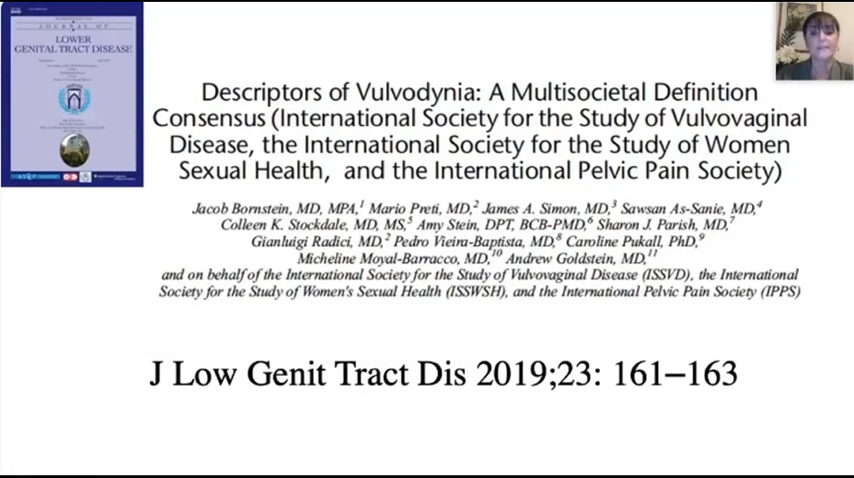 JOURNAL OF
LOWER
GENITAL TRACT DISEASE
Descriptors of Vulvodynia: A Multisocietal Definition
Consensus (International Society for the Study of Vulvovaginal
Disease, the International Society for the Study of Women
Sexual Health, and the International Pelvic Pain Society)
Jacob Bornstein, MD, MPA,1 Mario Preti, MD,2 James A. Simon, MD,3 Sawsan As-Sanie, MD,4
Colleen K. Stockdale, MD, MS,5 Amy Stein, DPT, BCB-PMD,6 Sharon J. Parish, MD,7
Gianluigi Radici, MD,2 Pedro Vieira-Baptista, MD,8 Caroline Pukall, PhD,9
Micheline Moyal-Barracco, MD,10 Andrew Goldstein, MD,11
and on behalf of the International Society for the Study of Vulvovaginal Disease (ISSVD), the International
Society for the Study of Women's Sexual Health (ISSWSH), and the International Pelvic Pain Society (IPPS)
J Low Genit Tract Dis 2019;23: 161–163